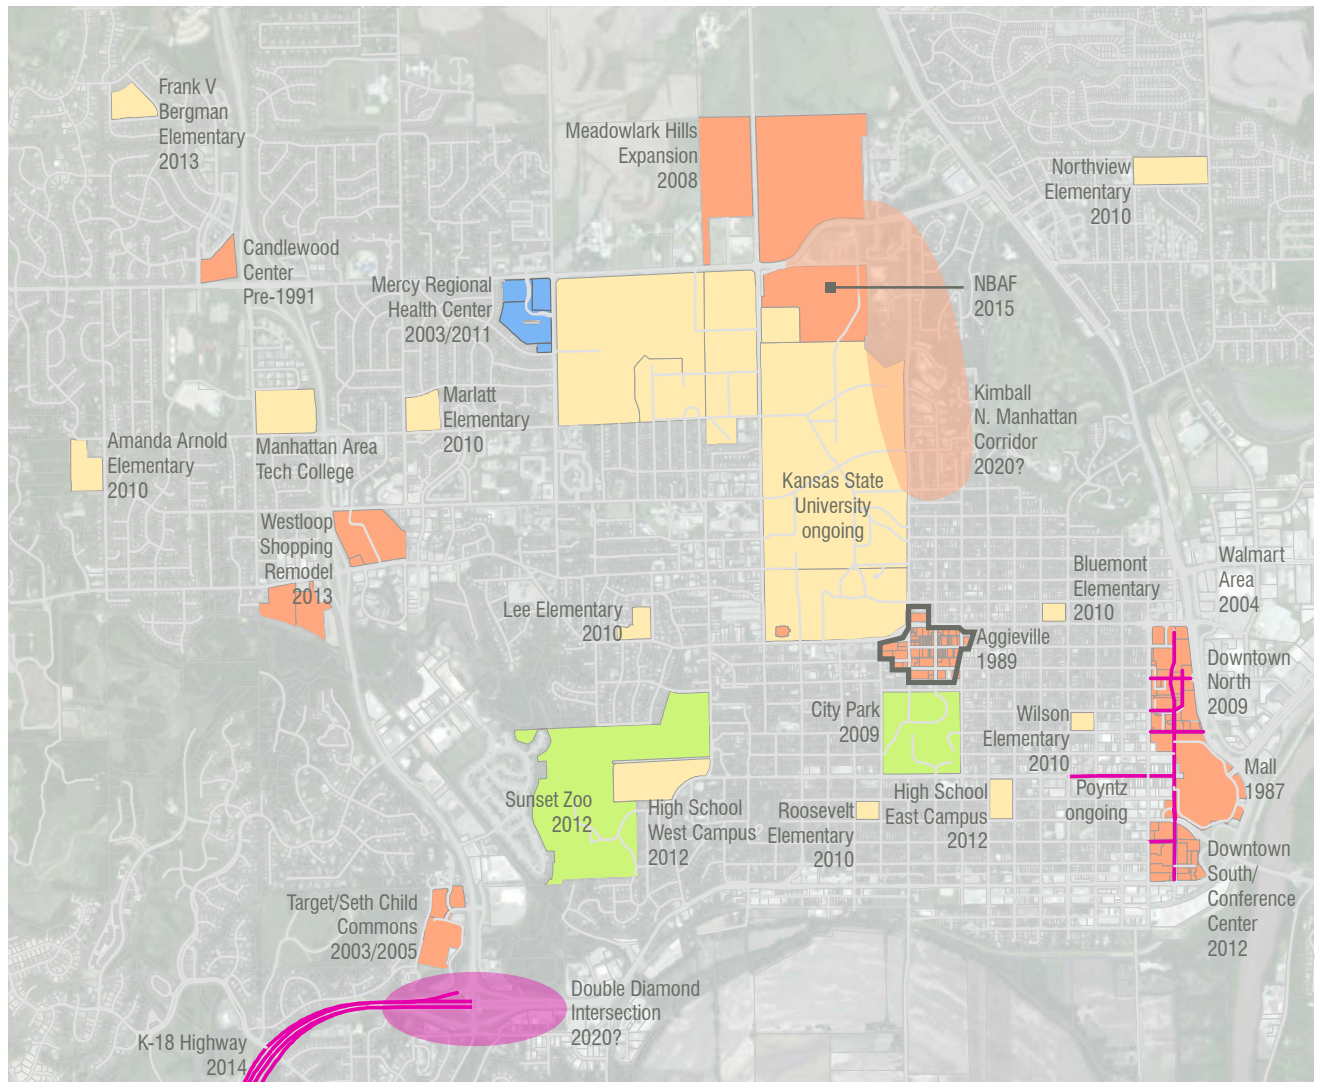 Frank V
Bergman
Elementary
2013
Meadowlark Hills
Expansion
2008
Northview
Elementary
2010
Candlewood
Center
Pre-1991
Mercy Regional
Health Center
2003/2011
NBAF
2015
Marlatt
Elementary
2010
Kimball
N. Manhattan
Corridor
2020?
Amanda Arnold
Elementary
2010
Manhattan Area
Tech College
Kansas State
University
ongoing
Westloop
Shopping
Remodel
2013
Walmart
Area
2004
Bluemont
Elementary
2010
Lee Elementary
2010
Aggieville
1989
Downtown
North
2009
City Park
2009
Wilson
Elementary
2010
Mall
1987
Poyntz
ongoing
Sunset Zoo
2012
High School
West Campus
2012
Roosevelt
Elementary
2010
High School
East Campus
2012
Downtown
South/
Conference
Center
2012
Target/Seth Child
Commons
2003/2005
Double Diamond
Intersection
2020?
K-18 Highway
2014